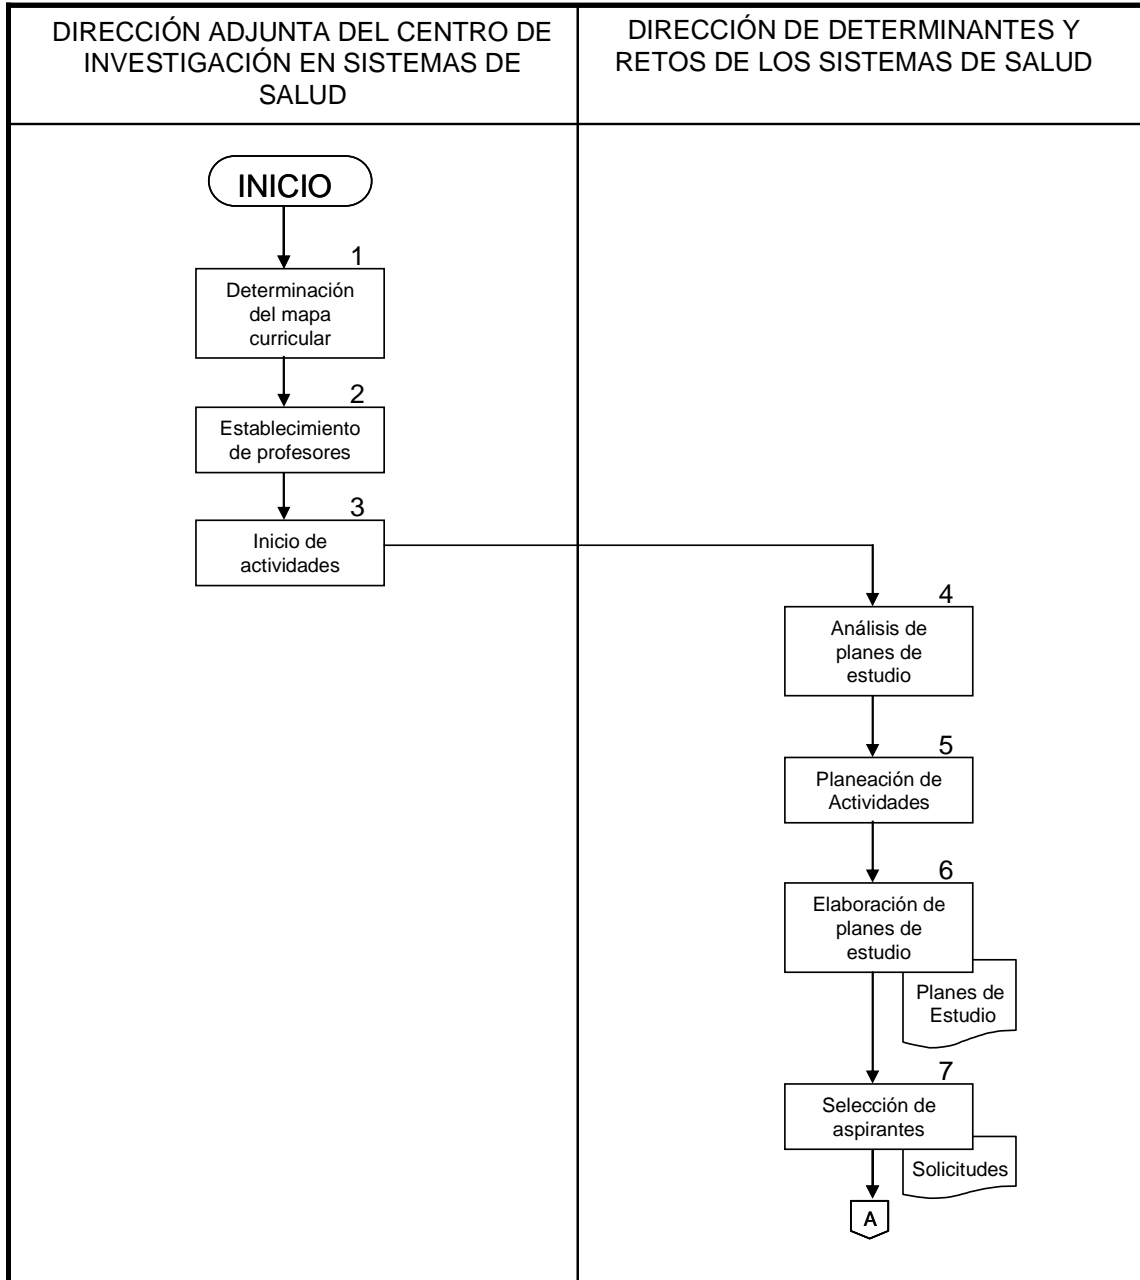 DIRECCIÓN ADJUNTA DEL CENTRO DE
INVESTIGACIÓN EN SISTEMAS DE
SALUD
DIRECCIÓN DE DETERMINANTES Y
RETOS DE LOS SISTEMAS DE SALUD
INICIO
1
Determinación
del mapa
curricular
2
Establecimiento
de profesores
3
Inicio de
actividades
4
Análisis de
planes de
estudio
5
Planeación de
Actividades
6
Elaboración de
planes de
estudio
Planes de
Estudio
7
Selección de
aspirantes
Solicitudes
A